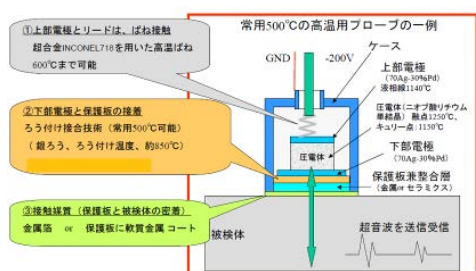 常用500℃の高温用プローブの一例
①上部電極とリードは、ばね接触
超合金INCONEL718を用いた高温ばね
600℃まで可能
②下部電極と保護板の接着
ろう付け接合技術（常用500℃可能）
（ 銀ろう、ろう付け温度、約850℃）
③接触媒質（保護板と被検体の密着）
金属箔 or 保護板に軟質金属コート
GND
-200V
ケース
上部電極
(70Ag-30%Pd)
液相線1140℃
圧電体(ニオブ酸リチウム
単結晶） 融点1250℃、
キュリー点：1150℃
圧電体
下部電極
(70Ag-30%Pd)
保護板兼整合層
（金属or セラミクス）
被検体
超音波を送信受信